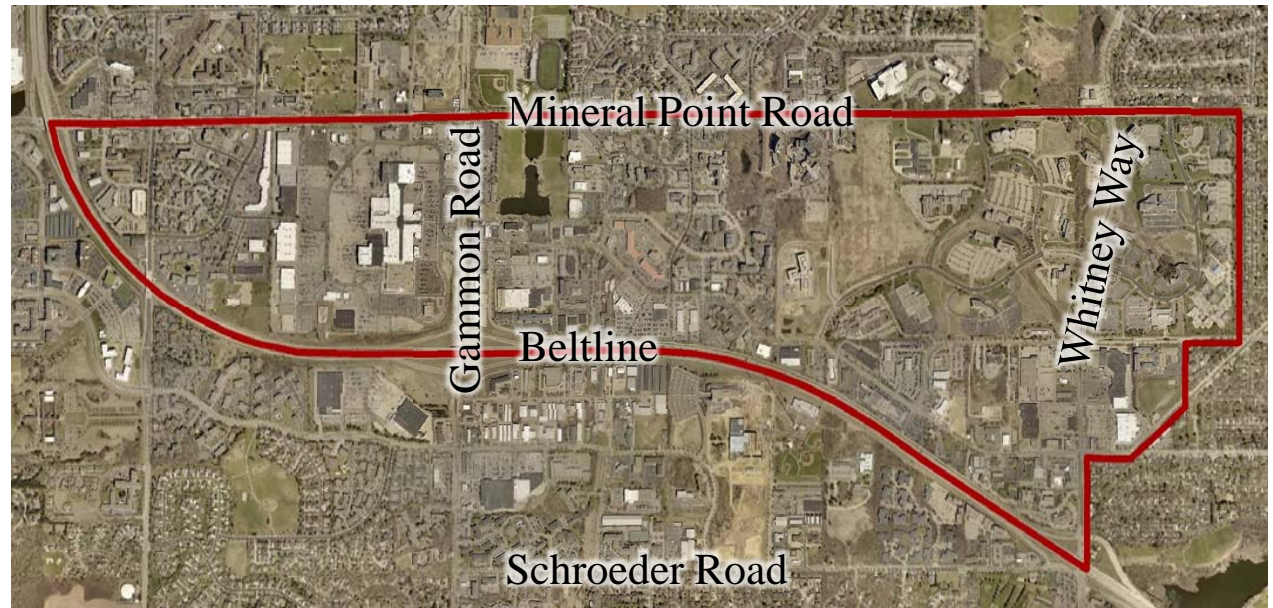 Mineral Point Road
Gammon Road
Whitney Way
Beltline
Schroeder Road